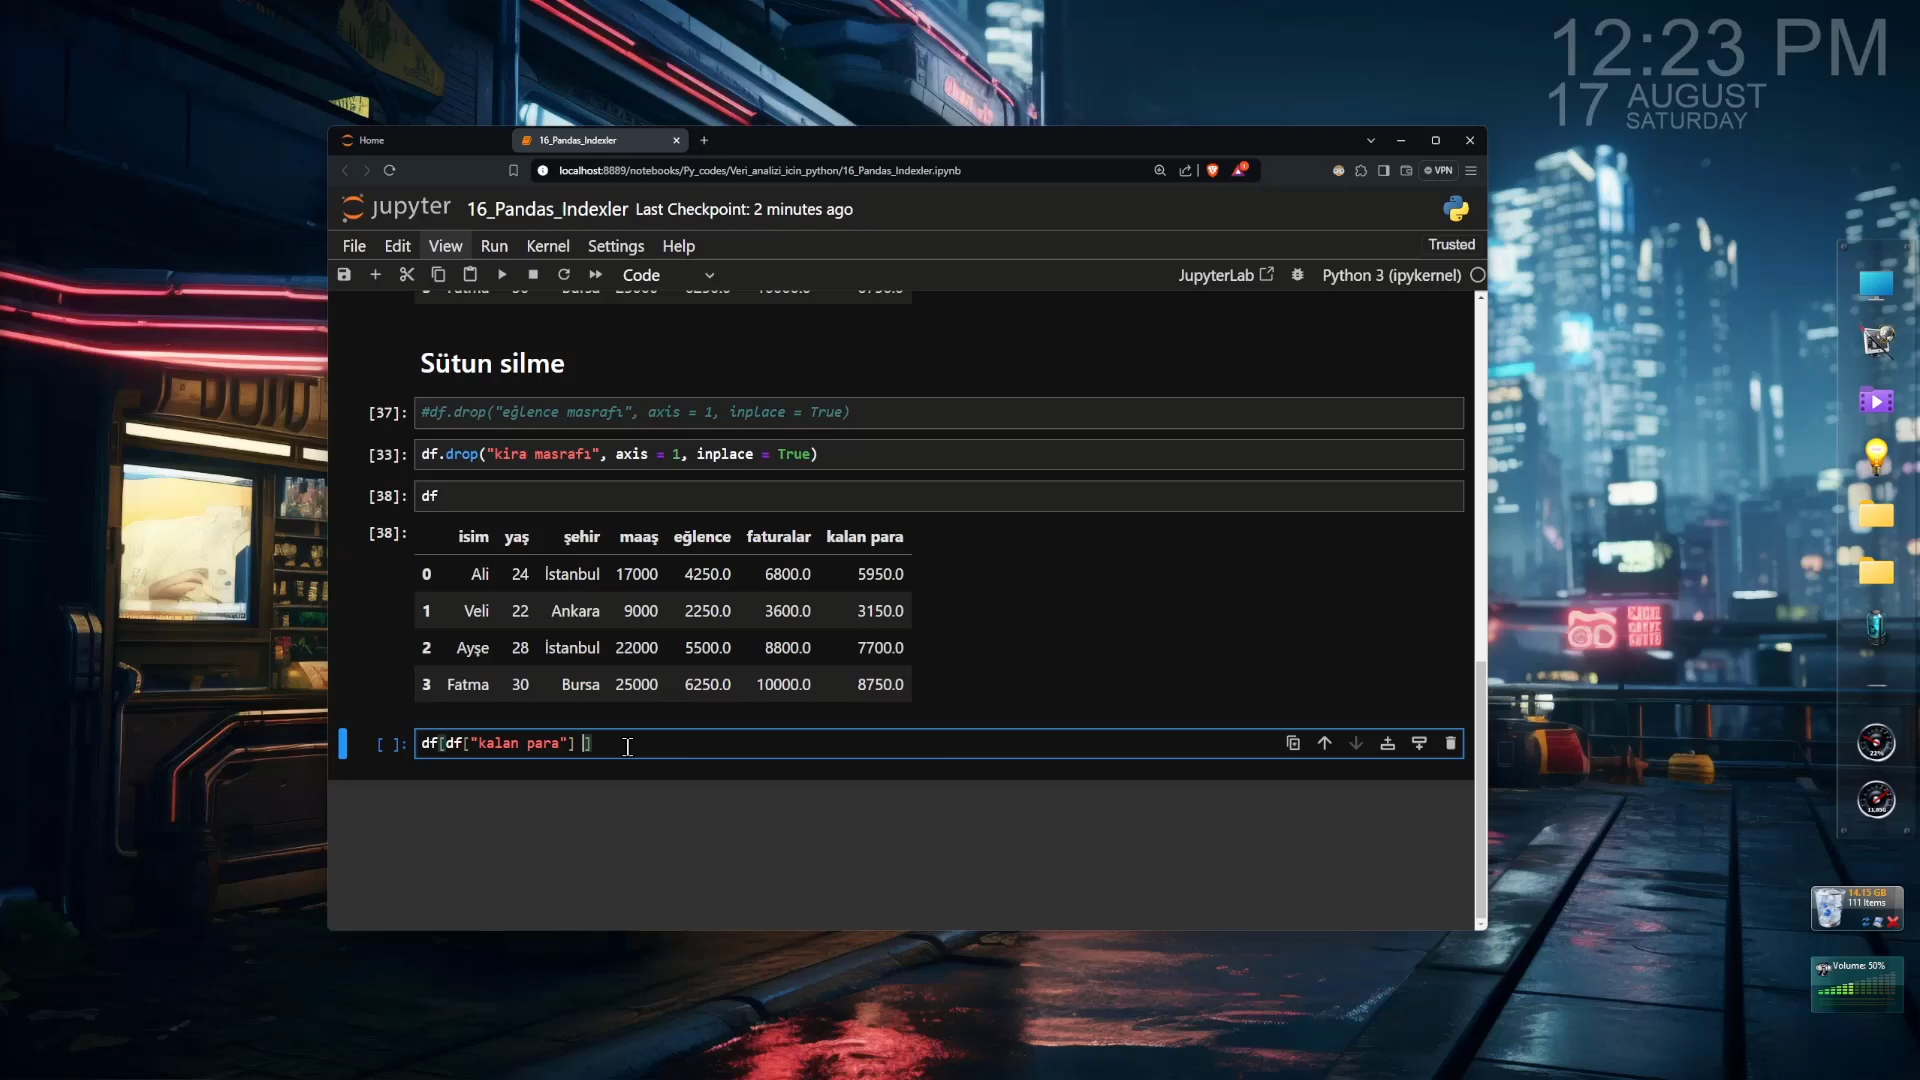 12:23 PM
17 AUGUST
SATURDAY
Home
16_Pandas_Indexler
localhost:8889/notebooks/Py_codes/Veri_analizi_icin_python/16_Pandas_Indexler.ipynb
VPN
jupyter 16_Pandas_Indexler Last Checkpoint: 2 minutes ago
File Edit View Run Kernel Settings Help Trusted
Code JupyterLab Python 3 (ipykernel)
Sütun silme
[37]: #df.drop("eğlence masrafı", axis = 1, inplace = True)
[33]: df.drop("kira masrafı", axis = 1, inplace = True)
[38]: df
[38]: isim yaş şehir maaş eğlence faturalar kalan para
0 Ali 24 İstanbul 17000 4250.0 6800.0 5950.0
1 Veli 22 Ankara 9000 2250.0 3600.0 3150.0
2 Ayşe 28 İstanbul 22000 5500.0 8800.0 7700.0
3 Fatma 30 Bursa 25000 6250.0 10000.0 8750.0
[ ]: df[df["kalan para"] ]
22%
14.15 GB
111 Items
Volume: 50%